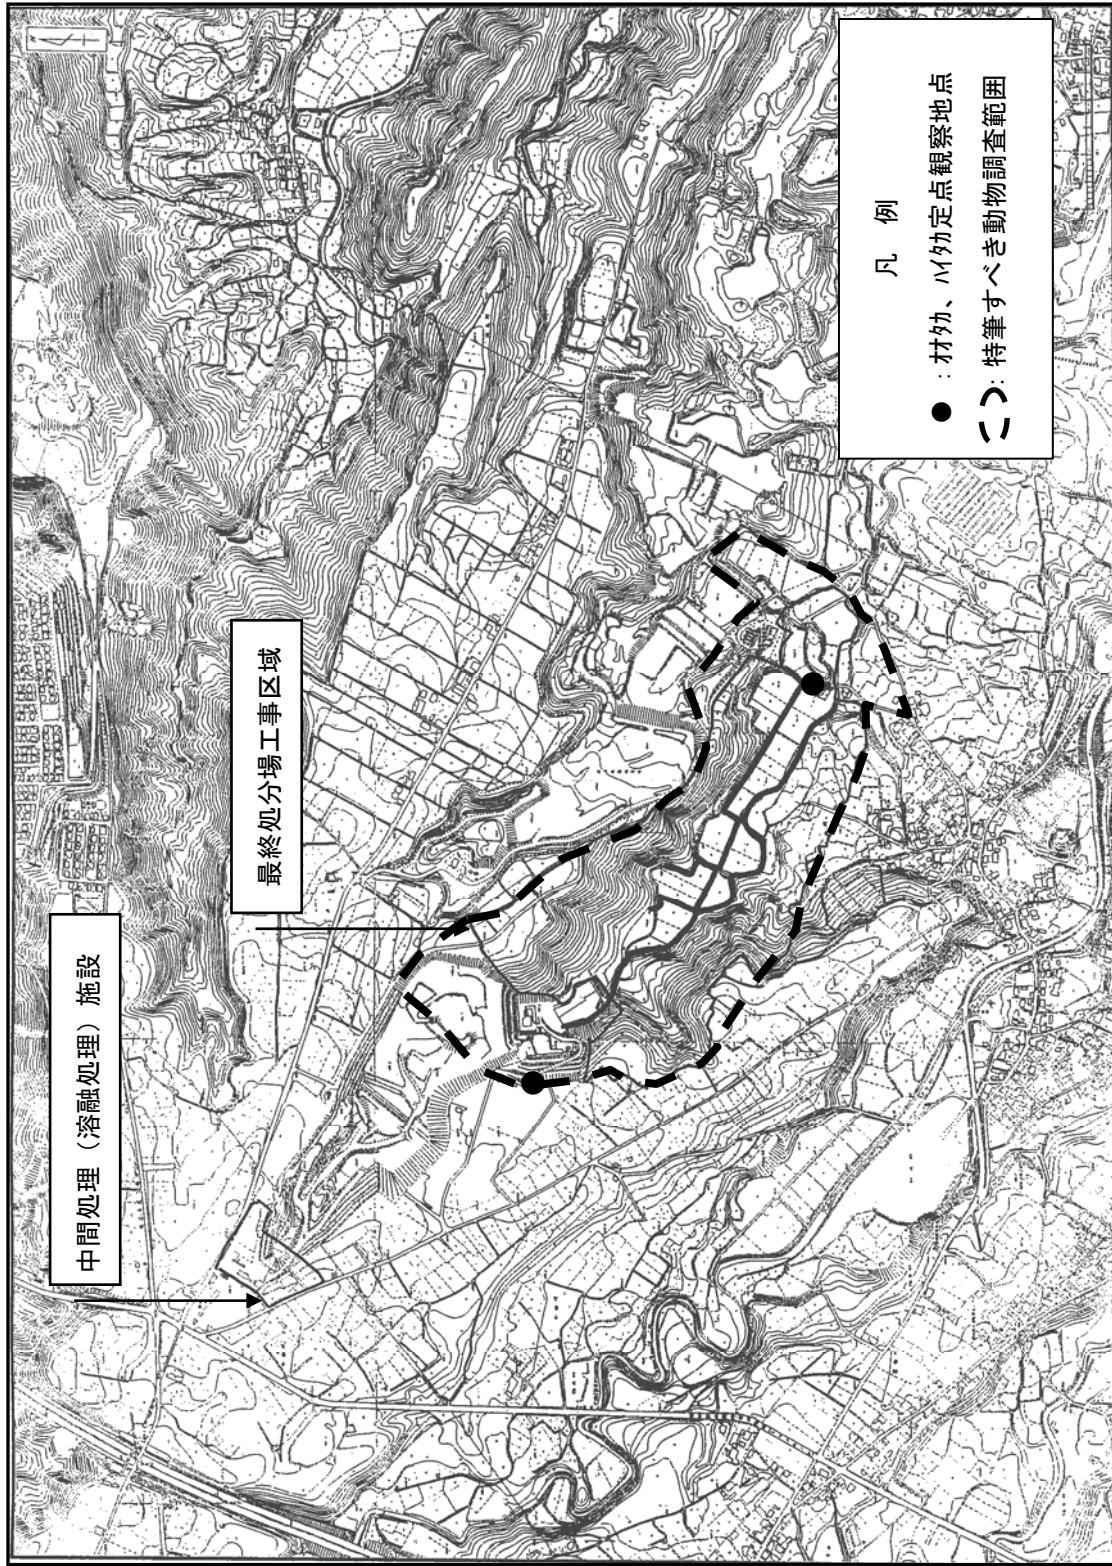 中間処理（溶融処理）施設
最終処分場工事区域
凡 例
● : ｵｵﾀｶ、ﾊｲﾀｶ定点観察地点
: 特筆すべき動物調査範囲